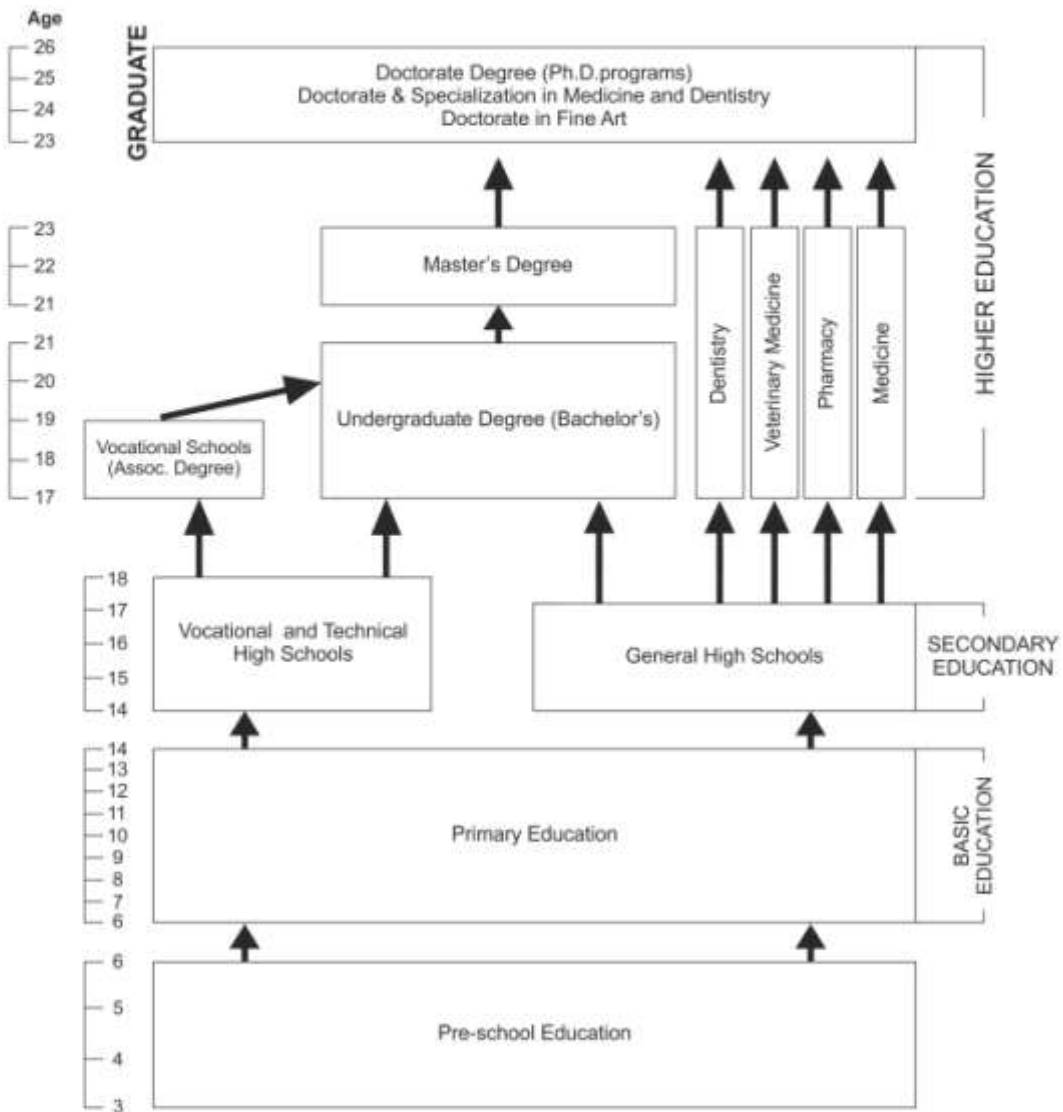 Age
26
25
24
23
GRADUATE
Doctorate Degree (Ph.D.programs)
Doctorate & Specialization in Medicine and Dentistry
Doctorate in Fine Art
HIGHER EDUCATION
23
22
21
Master's Degree
21
20
19
18
17
Undergraduate Degree (Bachelor's)
Vocational Schools
(Assoc. Degree)
Dentistry
Veterinary Medicine
Pharmacy
Medicine
18
17
16
15
14
Vocational and Technical
High Schools
General High Schools
SECONDARY
EDUCATION
14
13
12
11
10
9
8
7
6
Primary Education
BASIC
EDUCATION
6
5
4
3
Pre-school Education